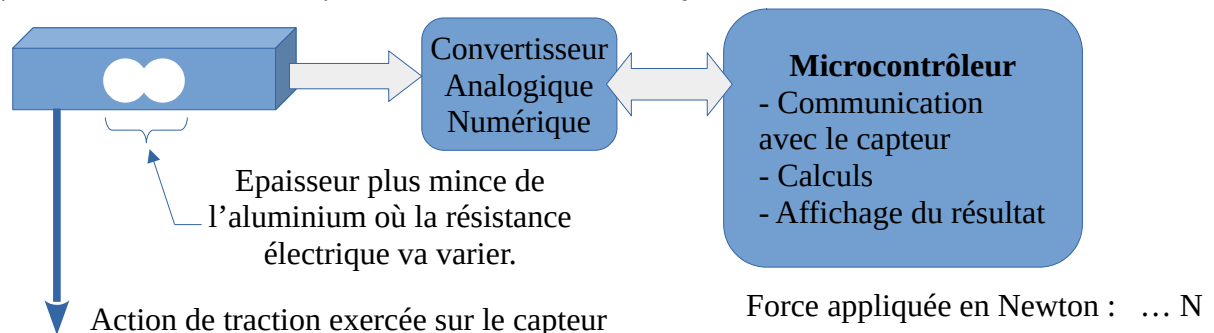 Convertisseur
Analogique
Numérique
Microcontrôleur
- Communication
avec le capteur
- Calculs
- Affichage du résultat
Epaisseur plus mince de
l’aluminium où la résistance
électrique va varier.
Action de traction exercée sur le capteur
Force appliquée en Newton : … N